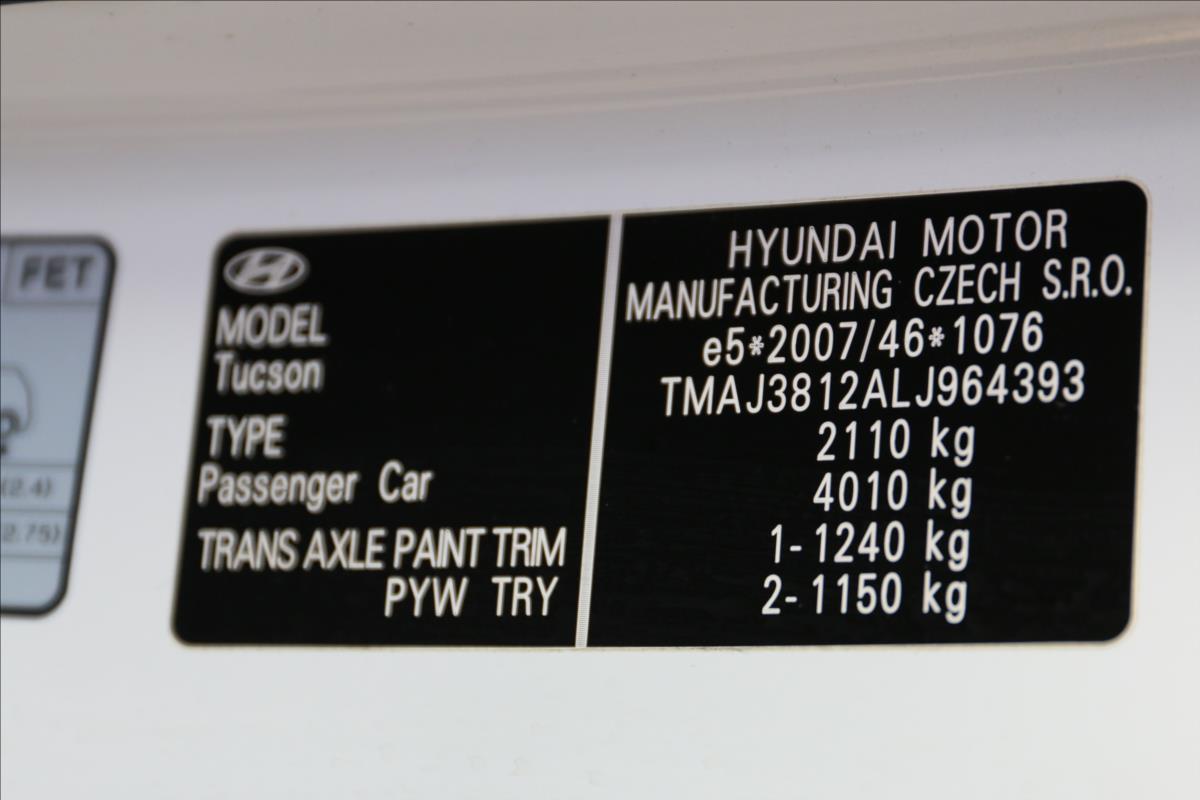 FET
(2.4)
(2.75)
MODEL
Tucson
TYPE
Passenger Car
TRANS AXLE PAINT TRIM
PYW TRY
HYUNDAI MOTOR
MANUFACTURING CZECH S.R.O.
e5*2007/46*1076
TMAJ3812ALJ964393
2110 kg
4010 kg
1-1240 kg
2-1150 kg